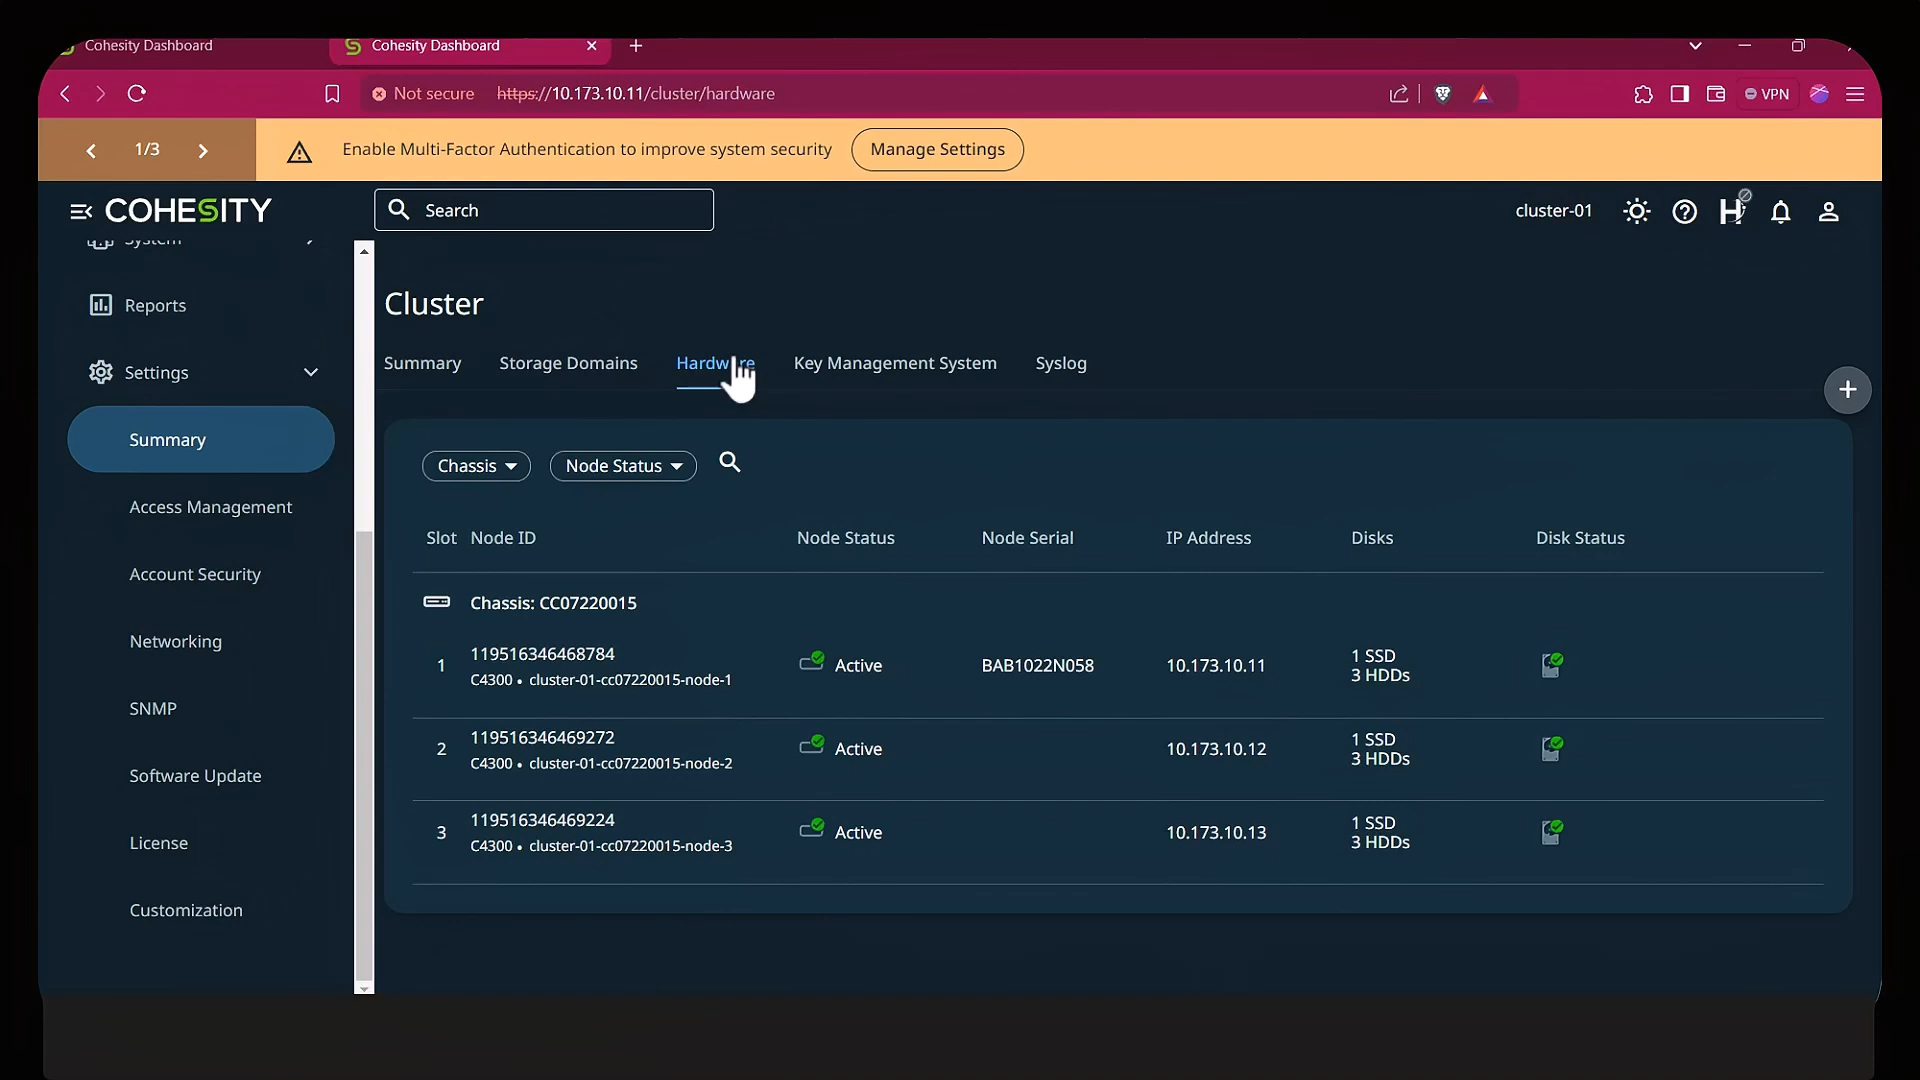 Cohesity Dashboard
Cohesity Dashboard
Not secure https://10.173.10.11/cluster/hardware
VPN
1/3
Enable Multi-Factor Authentication to improve system security
Manage Settings
COHESITY
Search
cluster-01
System
Reports
Settings
Summary
Access Management
Account Security
Networking
SNMP
Software Update
License
Customization
Cluster
Summary Storage Domains Hardware Key Management System Syslog
Chassis Node Status
Slot Node ID Node Status Node Serial IP Address Disks Disk Status
Chassis: CC07220015
1 119516346468784 Active BAB1022N058 10.173.10.11 1 SSD
C4300 • cluster-01-cc07220015-node-1 3 HDDs
2 119516346469272 Active 10.173.10.12 1 SSD
C4300 • cluster-01-cc07220015-node-2 3 HDDs
3 119516346469224 Active 10.173.10.13 1 SSD
C4300 • cluster-01-cc07220015-node-3 3 HDDs